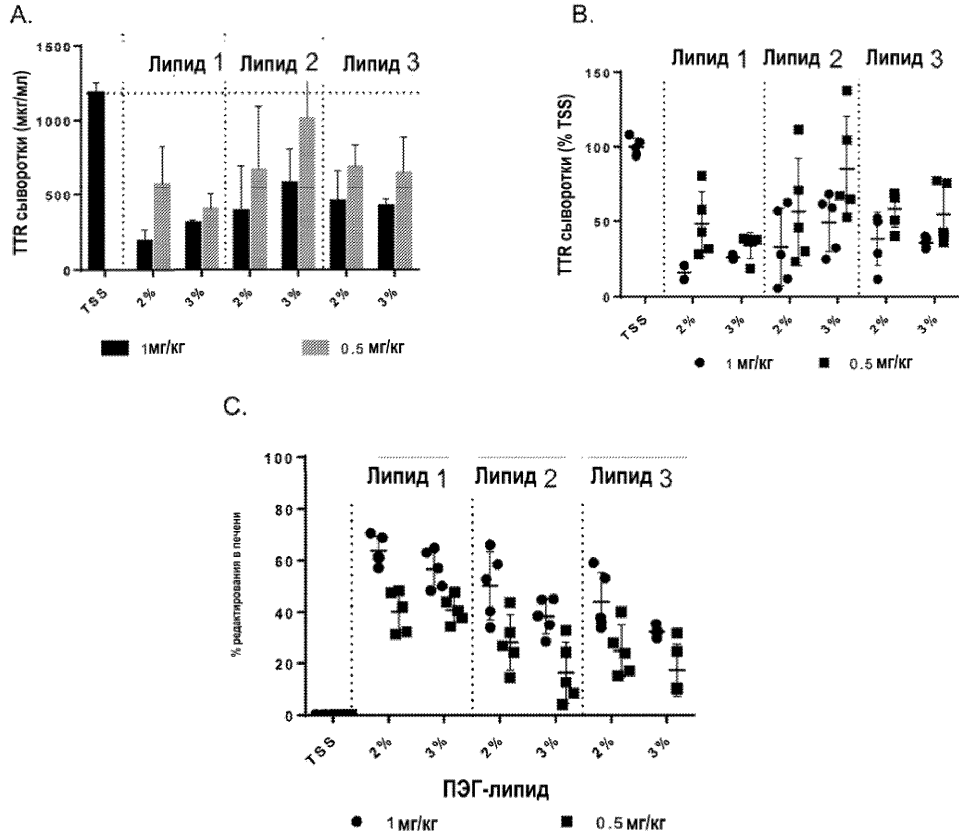 A.
TTR сыворотки (мкг/мл)
1500
1000
500
0
Липид 1
Липид 2
Липид 3
TSS
2%
3%
2%
3%
2%
3%
1мг/кг
0.5 мг/кг
B.
TTR сыворотки (% TSS)
150
100
50
0
Липид 1
Липид 2
Липид 3
TSS
2%
3%
2%
3%
2%
3%
1 мг/кг
0.5 мг/кг
C.
% редактирования в печени
100
80
60
40
20
0
Липид 1
Липид 2
Липид 3
TSS
2%
3%
2%
3%
2%
3%
ПЭГ-липид
1 мг/кг
0.5 мг/кг